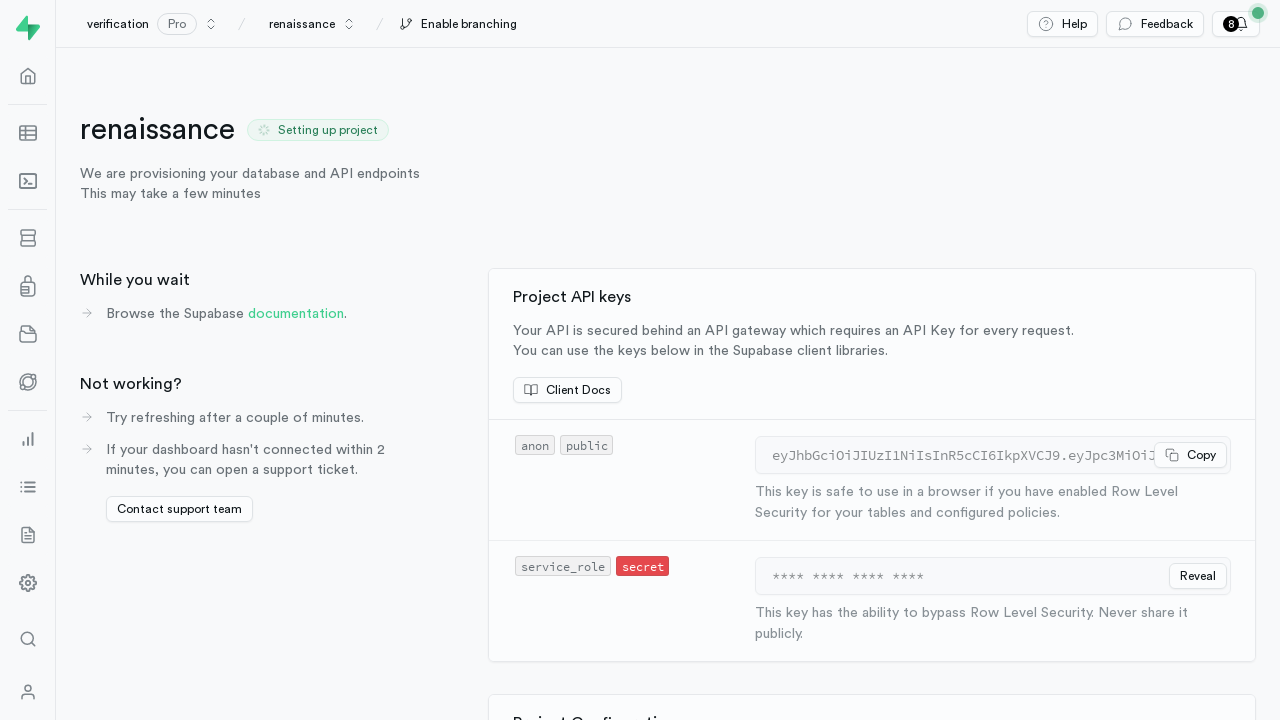 verification Pro / renaissance / Enable branching
Help Feedback 8
renaissance Setting up project
We are provisioning your database and API endpoints
This may take a few minutes
While you wait
Browse the Supabase documentation.
Not working?
Try refreshing after a couple of minutes.
If your dashboard hasn't connected within 2
minutes, you can open a support ticket.
Contact support team
Project API keys
Your API is secured behind an API gateway which requires an API Key for every request.
You can use the keys below in the Supabase client libraries.
Client Docs
anon public
eyJhbGciOiJIUzI1NiIsInR5cCI6IkpXVCJ9.eyJpc3MiOiJ Copy
This key is safe to use in a browser if you have enabled Row Level
Security for your tables and configured policies.
service_role secret
**** **** **** **** Reveal
This key has the ability to bypass Row Level Security. Never share it
publicly.